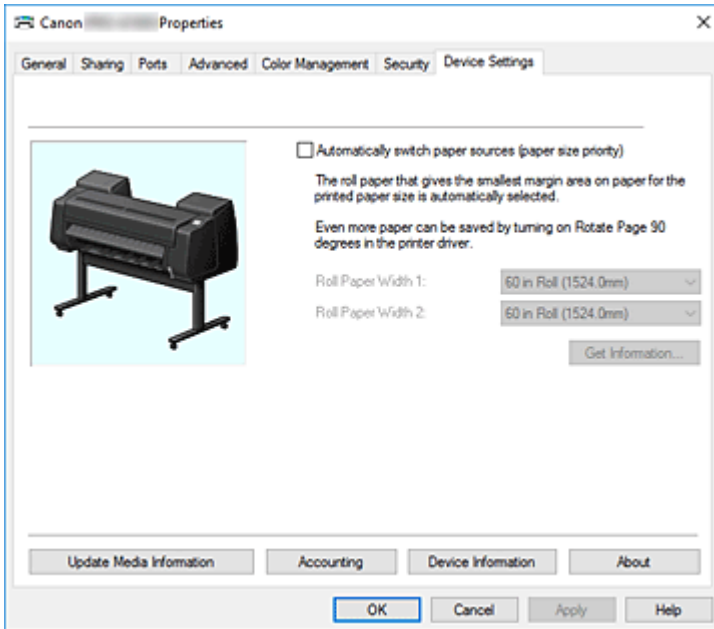 Canon Properties
General Sharing Ports Advanced Color Management Security Device Settings
Automatically switch paper sources (paper size priority)
The roll paper that gives the smallest margin area on paper for the
printed paper size is automatically selected.
Even more paper can be saved by turning on Rotate Page 90
degrees in the printer driver.
Roll Paper Width 1: 60 in Roll (1524.0mm)
Roll Paper Width 2: 60 in Roll (1524.0mm)
Get Information...
Update Media Information Accounting Device Information About
OK Cancel Apply Help